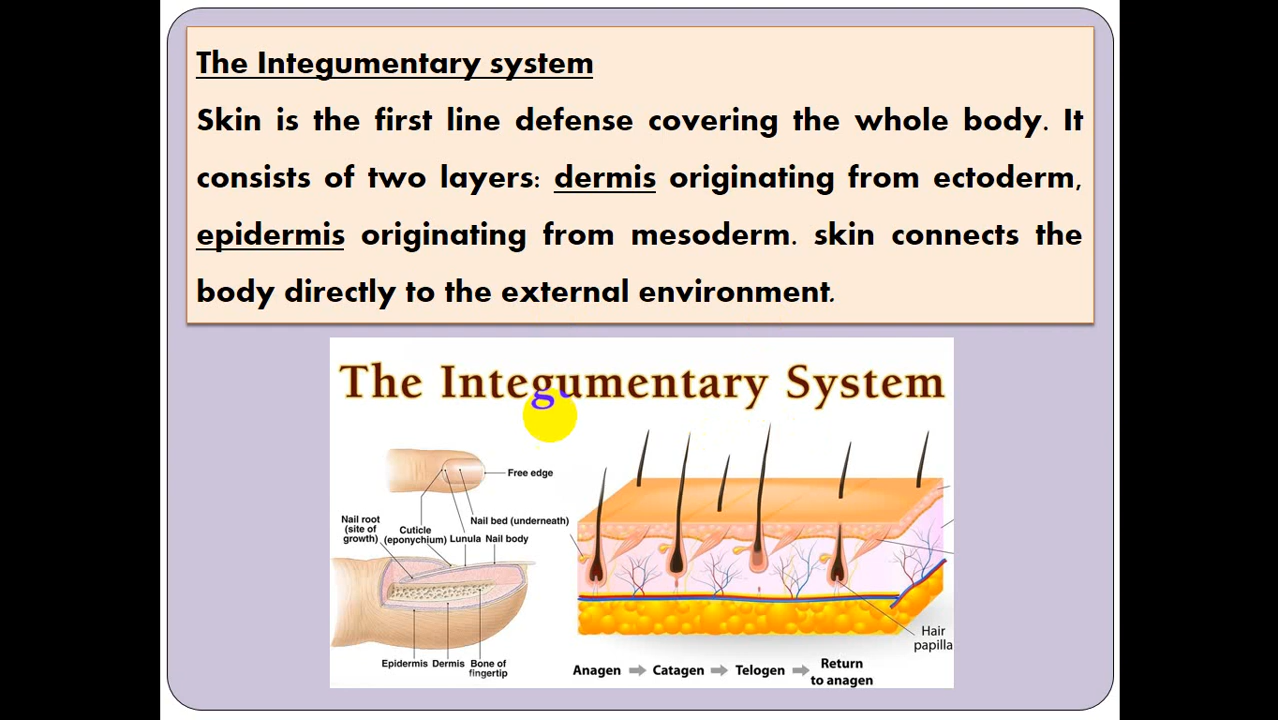 The Integumentary system
Skin is the first line defense covering the whole body. It
consists of two layers: dermis originating from ectoderm,
epidermis originating from mesoderm. skin connects the
body directly to the external environment.
The Integumentary System
Free edge
Nail root
(site of
growth)
Cuticle
(eponychium)
Nail bed (underneath)
Lunula
Nail body
Epidermis
Dermis
Bone of
fingertip
Hair
papilla
Anagen
Catagen
Telogen
Return
to anagen